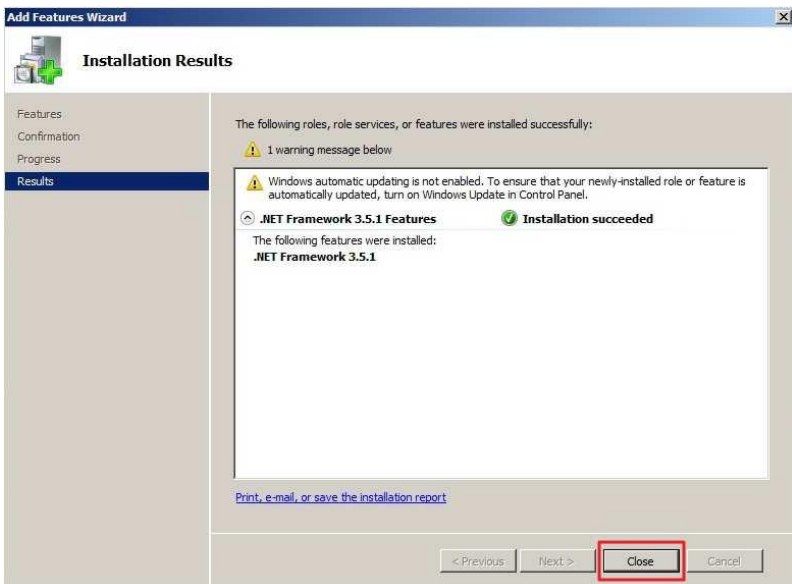 Add Features Wizard
Installation Results
Features
Confirmation
Progress
Results
The following roles, role services, or features were installed successfully:
1 warning message below
Windows automatic updating is not enabled. To ensure that your newly-installed role or feature is
automatically updated, turn on Windows Update in Control Panel.
.NET Framework 3.5.1 Features Installation succeeded
The following features were installed:
.NET Framework 3.5.1
Print, e-mail, or save the installation report
< Previous Next > Close Cancel